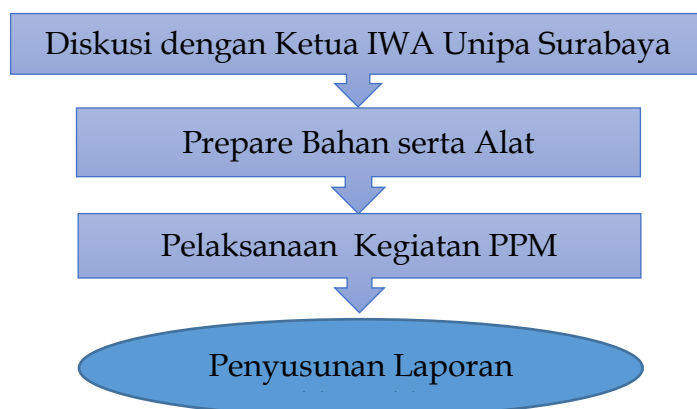 Diskusi dengan Ketua IWA Unipa Surabaya
Prepare Bahan serta Alat
Pelaksanaan Kegiatan PPM
Penyusunan Laporan